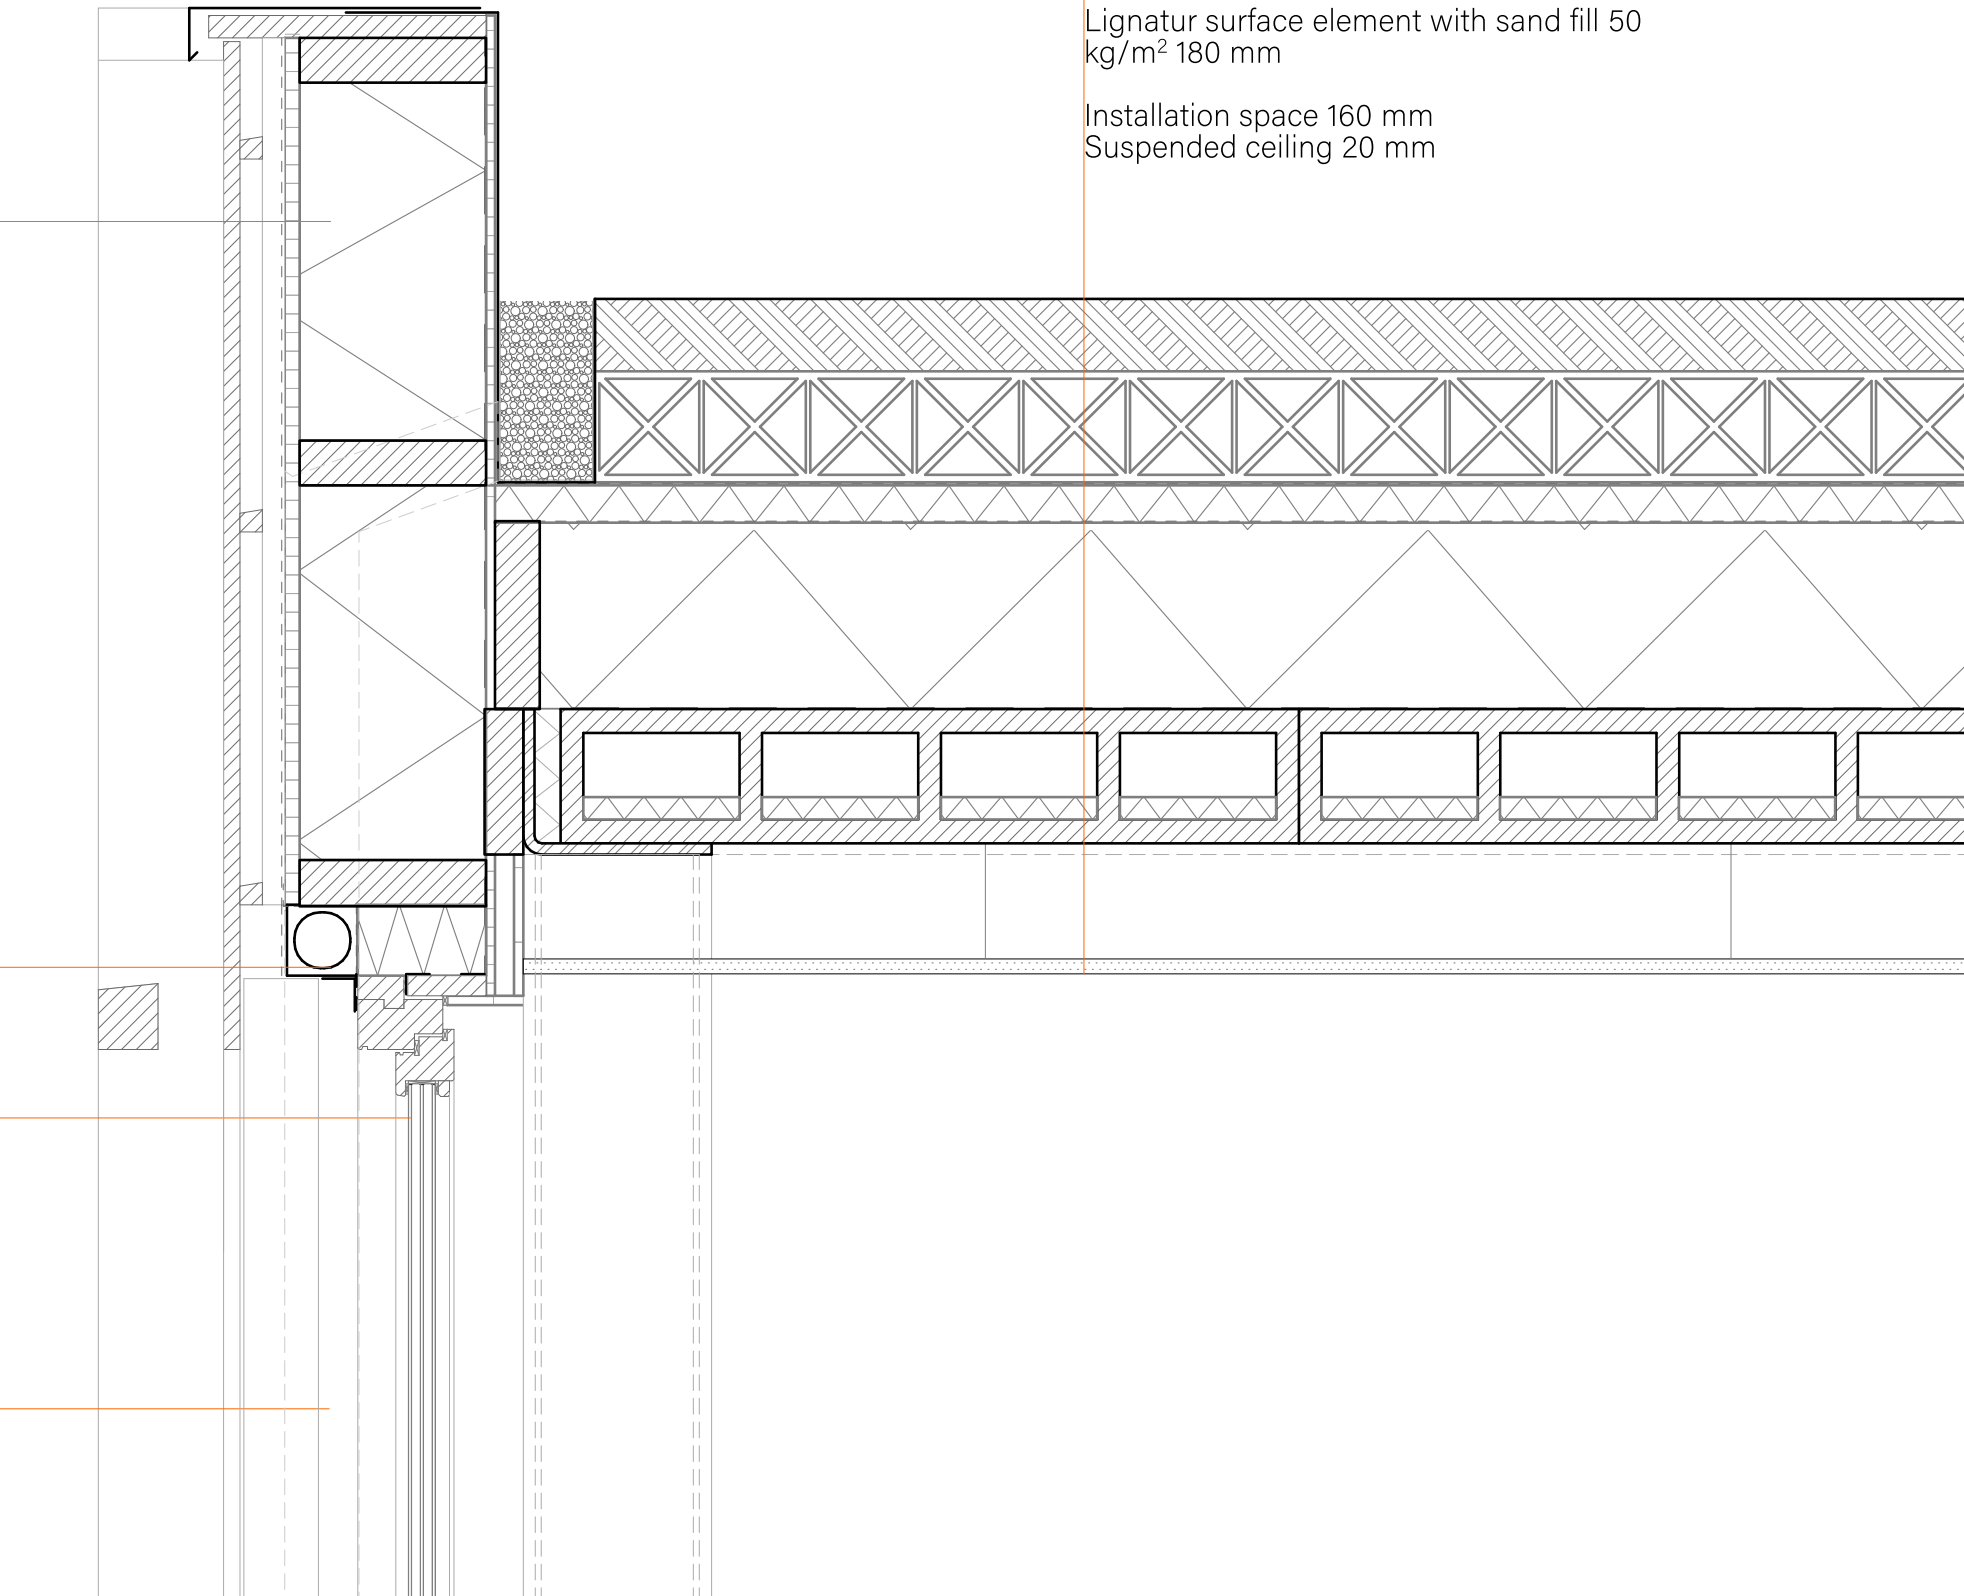 Lignatur surface element with sand fill 50
kg/m² 180 mm
Installation space 160 mm
Suspended ceiling 20 mm